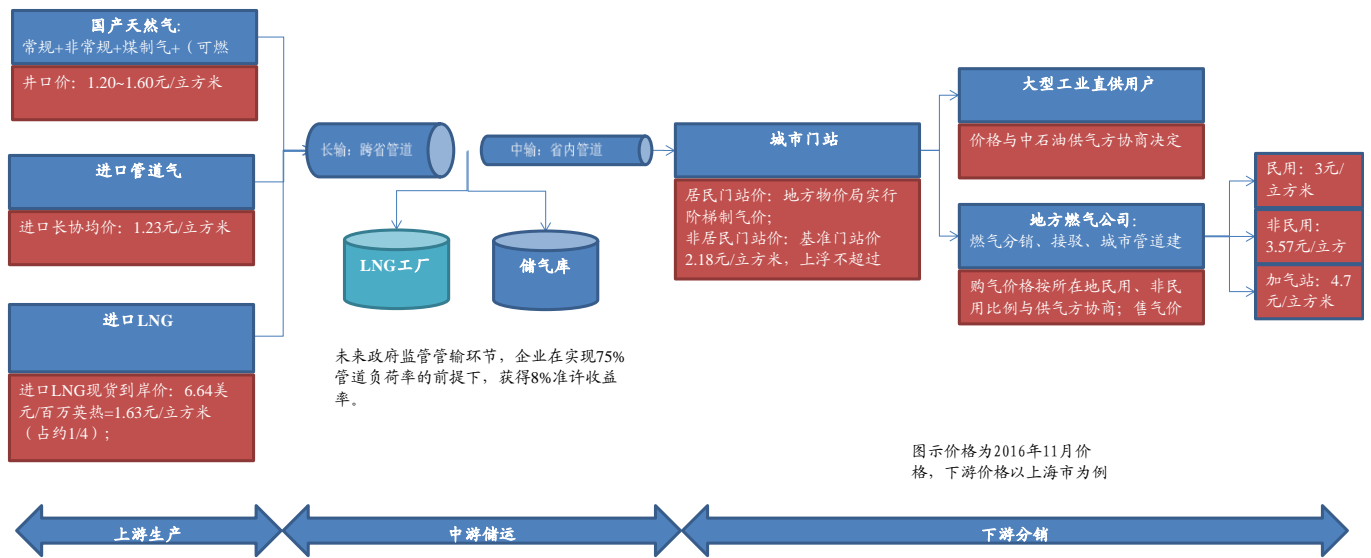 国产天然气:
常规+非常规+煤制气+（可燃
井口价：1.20~1.60元/立方米
进口管道气
进口长协均价：1.23元/立方米
进口LNG
进口LNG现货到岸价：6.64美
元/百万英热=1.63元/立方米
（占约1/4）；
长输：跨省管道
中输：省内管道
LNG工厂
储气库
未来政府监管管输环节，企业在实现75%
管道负荷率的前提下，获得8%准许收益
率。
城市门站
居民门站价：地方物价局实行
阶梯制气价；
非居民门站价：基准门站价
2.18元/立方米，上浮不超过
大型工业直供用户
价格与中石油供气方协商决定
地方燃气公司:
燃气分销、接驳、城市管道建
购气价格按所在地民用、非民
用比例与供气方协商；售气价
民用：3元/
立方米
非民用：
3.57元/立方
加气站：4.7
元/立方米
图示价格为2016年11月价
格，下游价格以上海市为例
上游生产
中游储运
下游分销